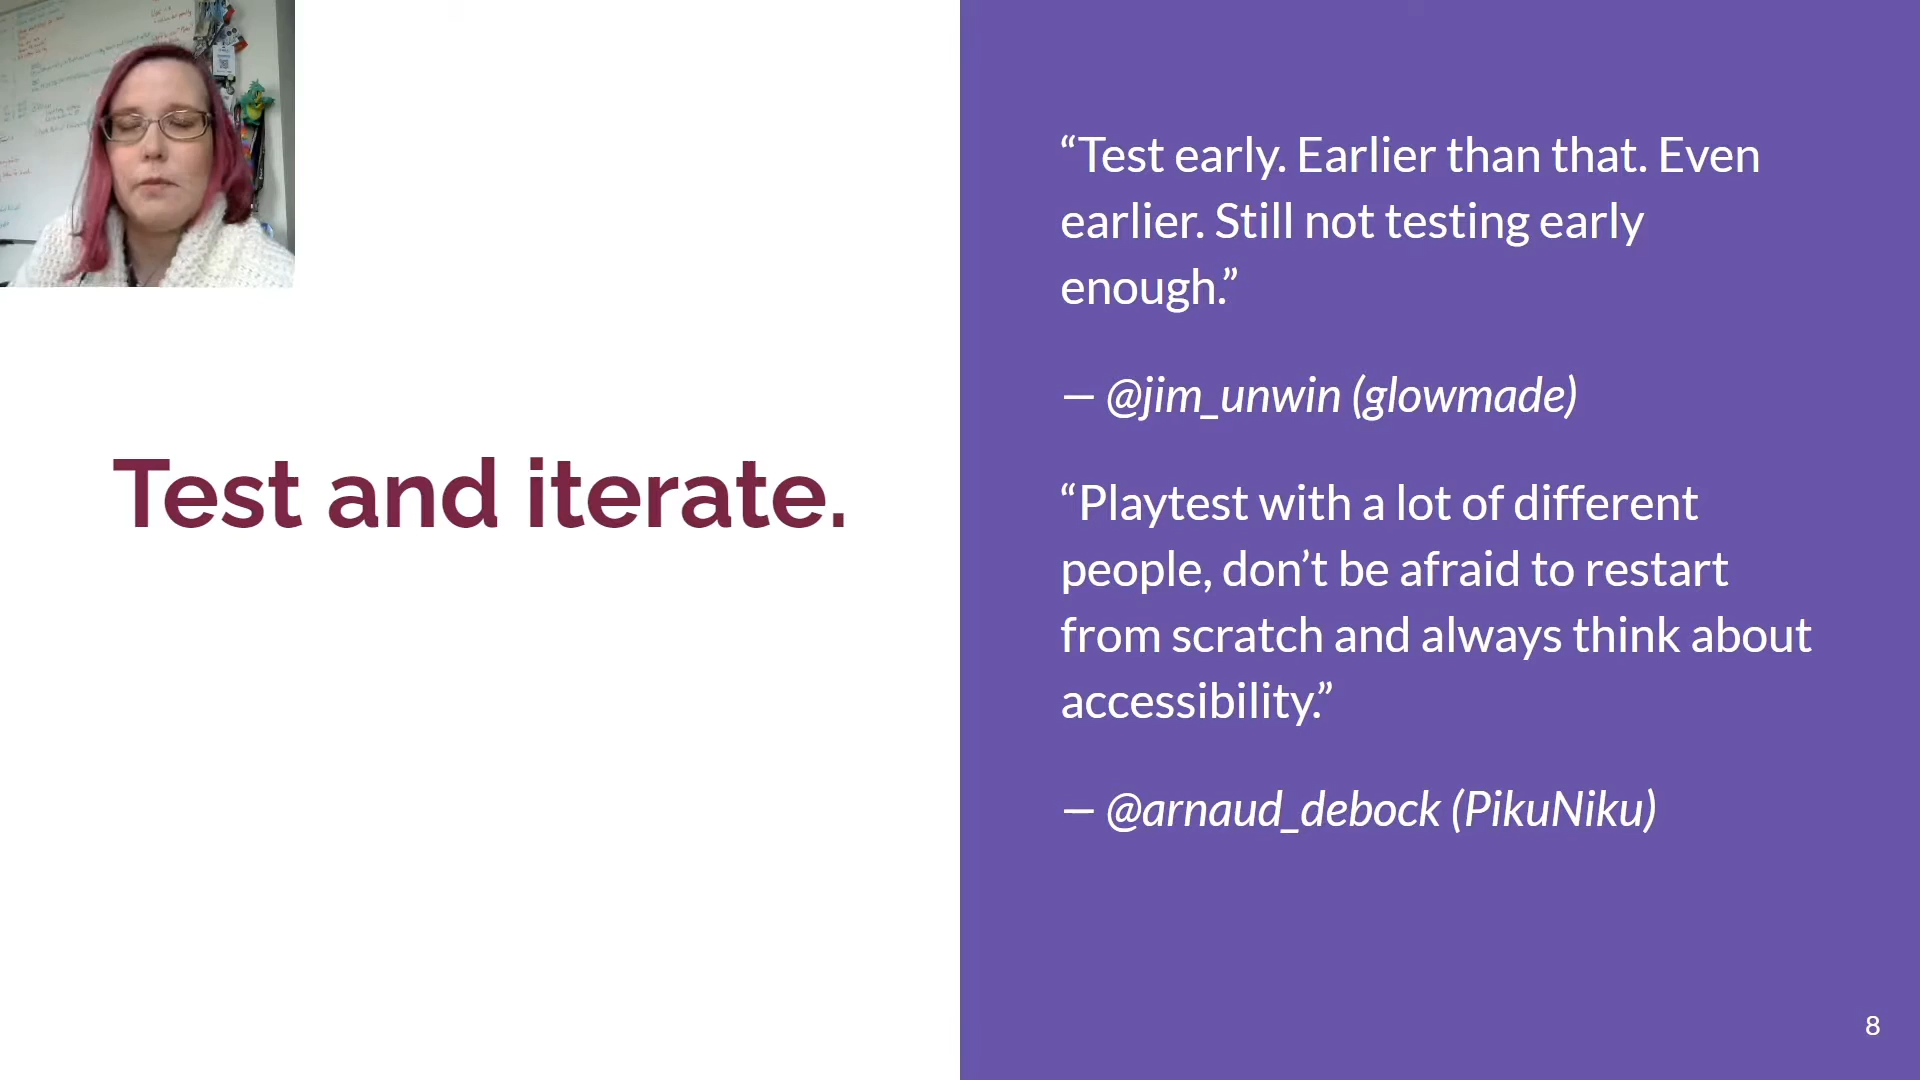 Test and iterate.
“Test early. Earlier than that. Even
earlier. Still not testing early
enough.”
— @jim_unwin (glowmade)
“Playtest with a lot of different
people, don’t be afraid to restart
from scratch and always think about
accessibility.”
— @arnaud_debock (PikuNiku)
8